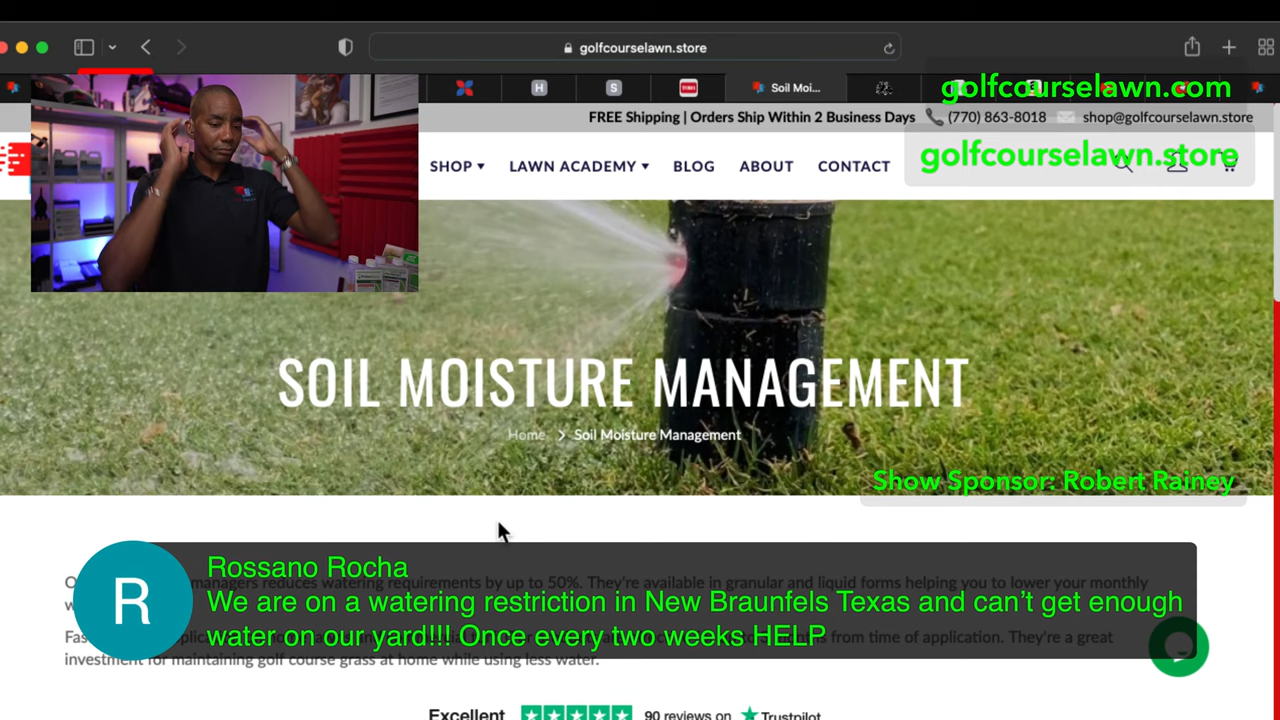 golfcourselawn.store
H
S
Soil Moi...
golfcourselawn.com
FREE Shipping | Orders Ship Within 2 Business Days
(770) 863-8018
shop@golfcourselawn.store
golfcourselawn.store
SHOP
LAWN ACADEMY
BLOG
ABOUT
CONTACT
SOIL MOISTURE MANAGEMENT
Home > Soil Moisture Management
Show Sponsor: Robert Rainey
R
Rossano Rocha
We are on a watering restriction in New Braunfels Texas and can't get enough
water on our yard!!! Once every two weeks HELP
managers reduces watering requirements by up to 50%. They're available in granular and liquid forms helping you to lower your monthly
from time of application. They're a great
investment for maintaining golf course grass at home while using less water.
Excellent
90 reviews on
Trustpilot